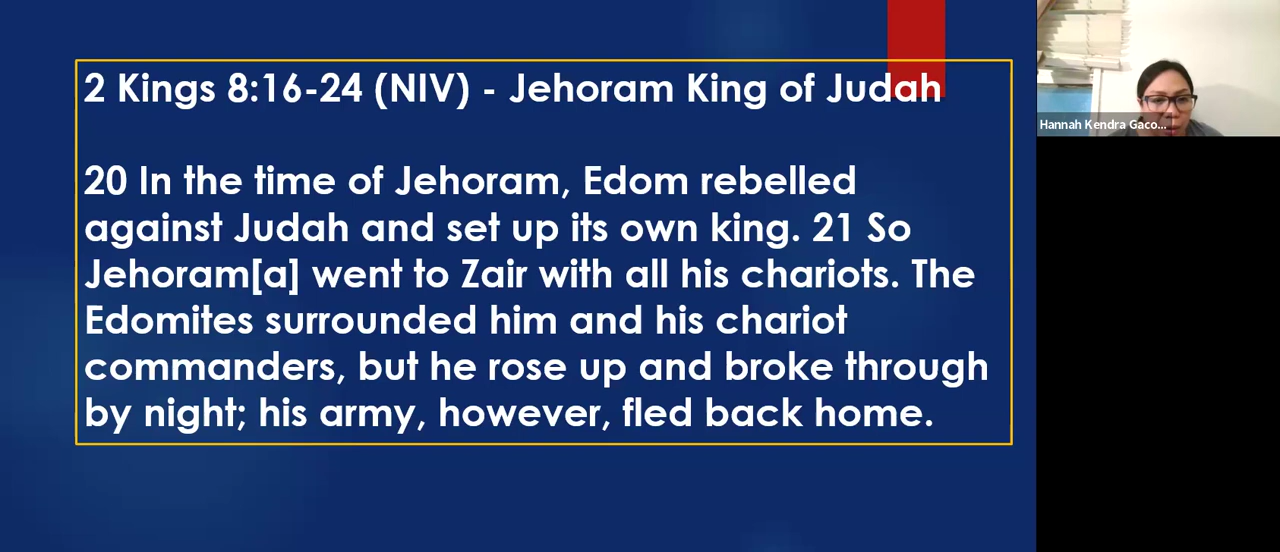 2 Kings 8:16-24 (NIV) - Jehoram King of Judah
20 In the time of Jehoram, Edom rebelled
against Judah and set up its own king. 21 So
Jehoram[a] went to Zair with all his chariots. The
Edomites surrounded him and his chariot
commanders, but he rose up and broke through
by night; his army, however, fled back home.
Hannah Kendra Gaco...